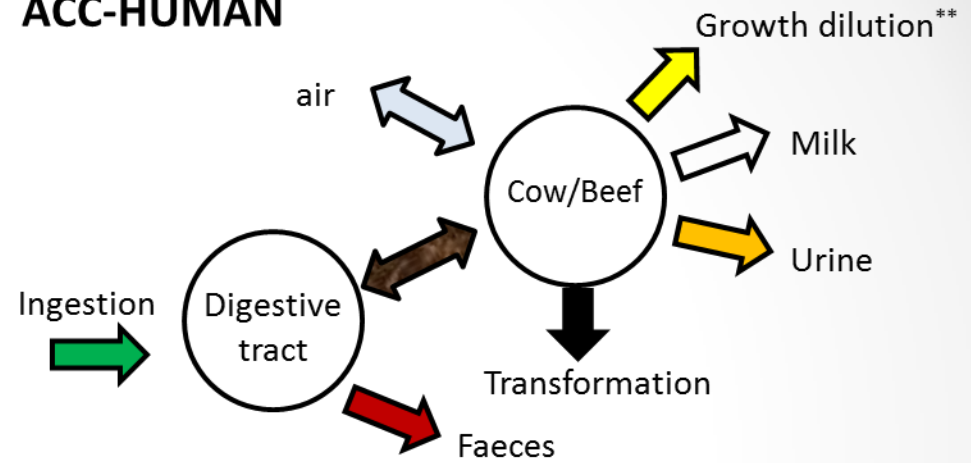 ACC-HUMAN
Growth dilution**
air
Milk
Cow/Beef
Urine
Ingestion
Digestive
tract
Transformation
Faeces